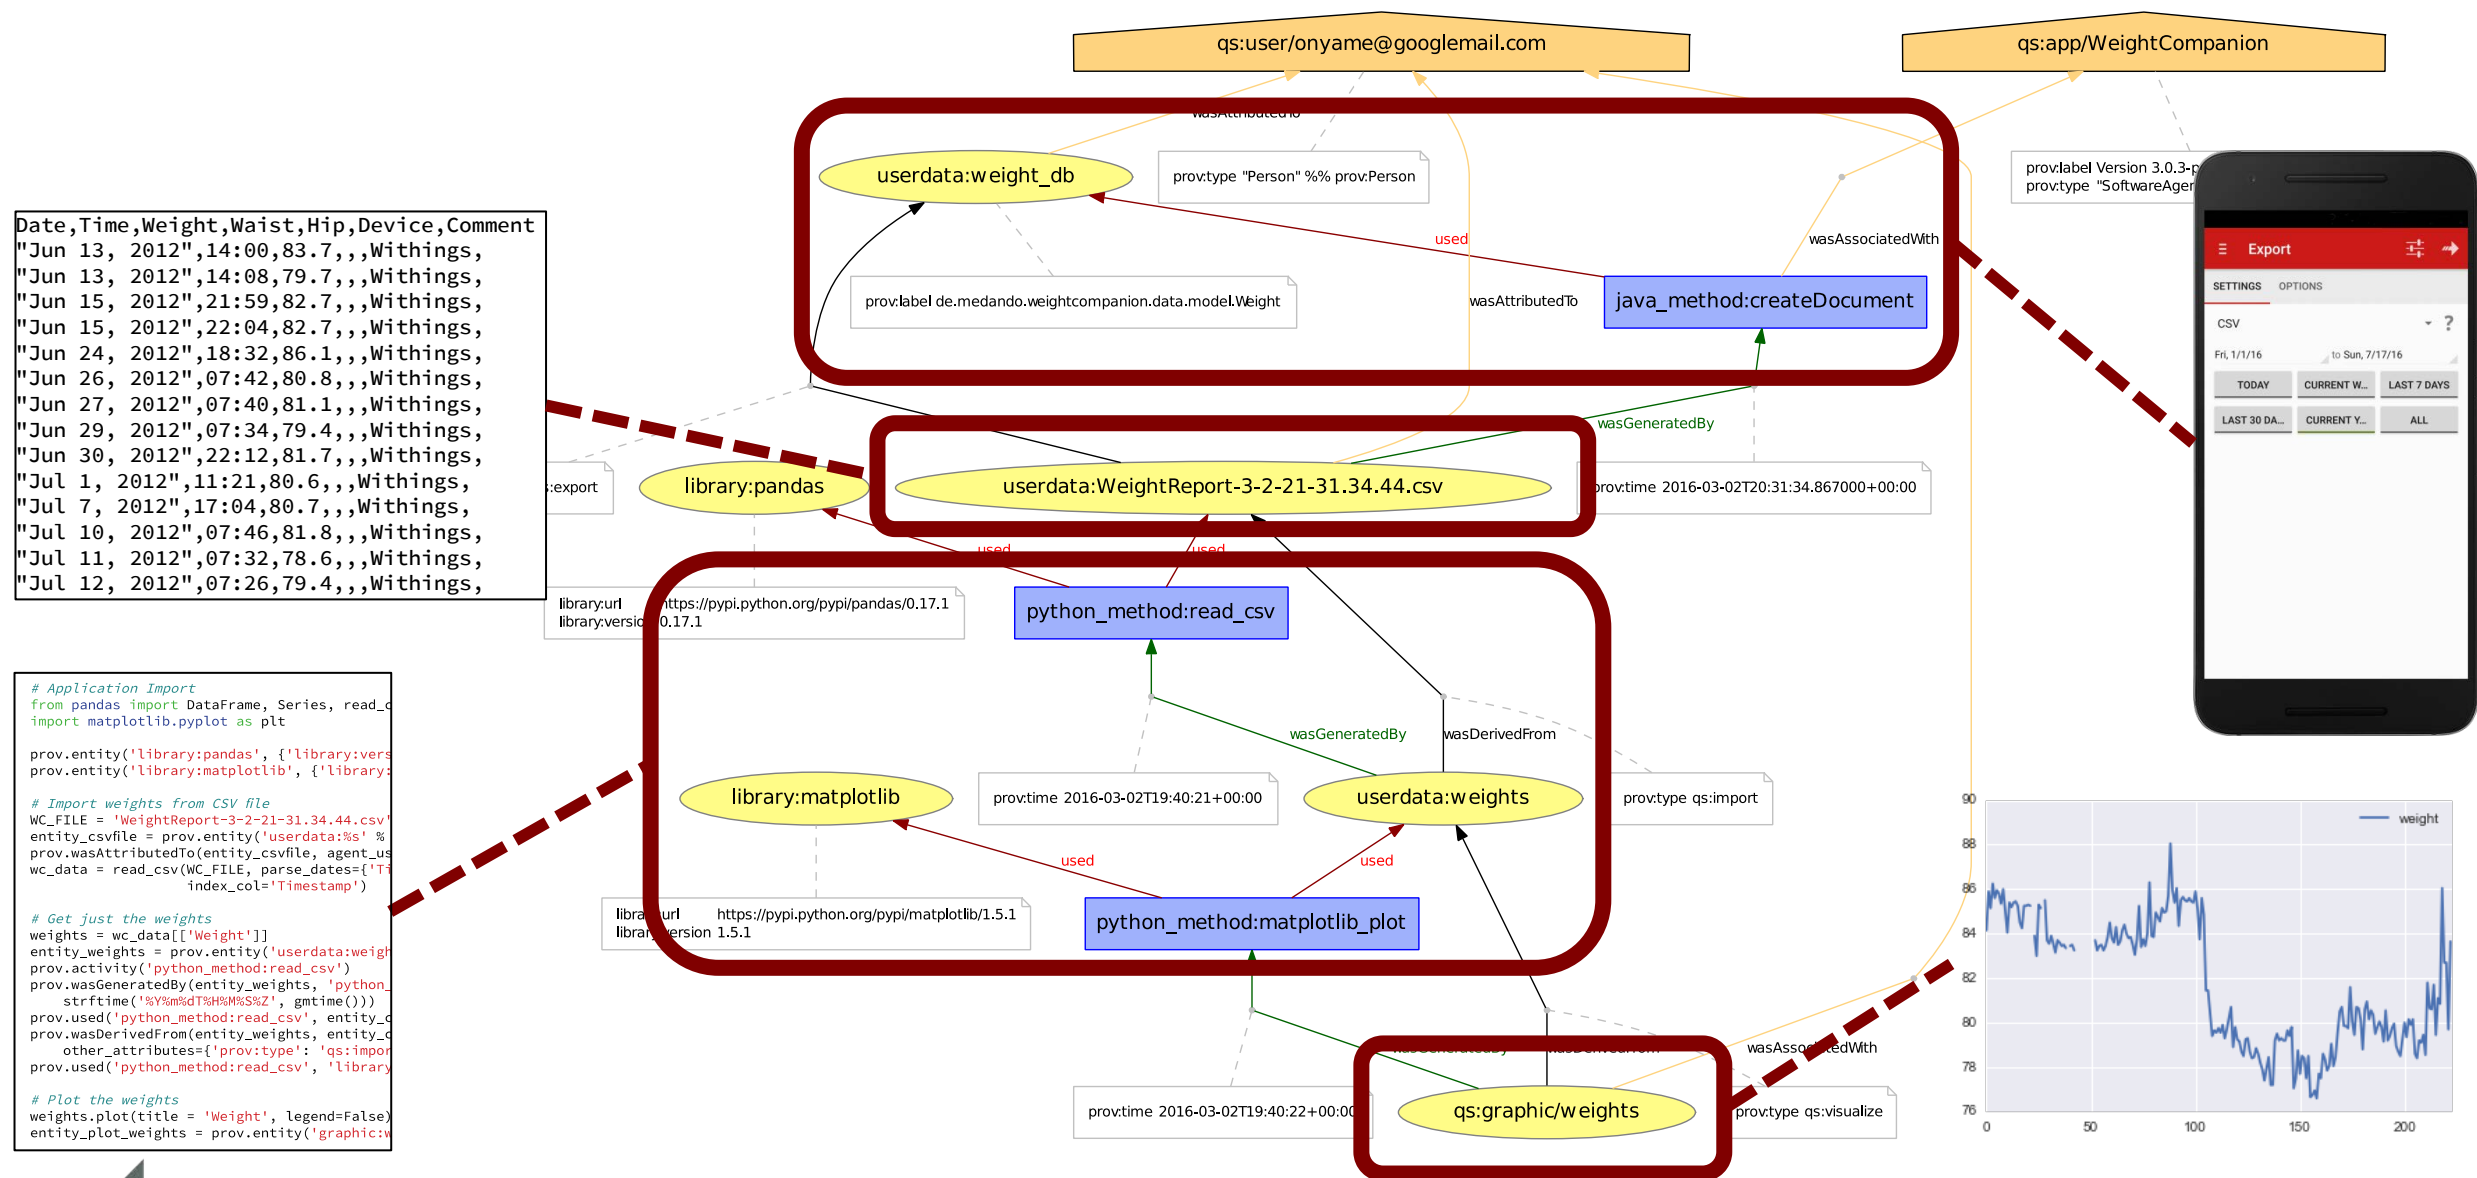 qs:user/onyame@googlemail.com
qs:app/WeightCompanion
wasAttributedTo
userdata:weight_db
prov:type "Person" %% prov:Person
prov:label Version 3.0.3-p
prov:type "SoftwareAger
used
wasAssociatedWith
prov:label de.medando.weightcompanion.data.model.Weight
wasAttributedTo
java_method:createDocument
Date,Time,Weight,Waist,Hip,Device,Comment
"Jun 13, 2012",14:00,83.7,,,Withings,
"Jun 13, 2012",14:08,79.7,,,Withings,
"Jun 15, 2012",21:59,82.7,,,Withings,
"Jun 15, 2012",22:04,82.7,,,Withings,
"Jun 24, 2012",18:32,86.1,,,Withings,
"Jun 26, 2012",07:42,80.8,,,Withings,
"Jun 27, 2012",07:40,81.1,,,Withings,
"Jun 29, 2012",07:34,79.4,,,Withings,
"Jun 30, 2012",22:12,81.7,,,Withings,
"Jul 1, 2012",11:21,80.6,,,Withings,
"Jul 7, 2012",17:04,80.7,,,Withings,
"Jul 10, 2012",07:46,81.8,,,Withings,
"Jul 11, 2012",07:32,78.6,,,Withings,
"Jul 12, 2012",07:26,79.4,,,Withings,
Export
SETTINGS OPTIONS
CSV ?
Fri, 1/1/16 to Sun, 7/17/16
TODAY CURRENT W... LAST 7 DAYS
LAST 30 DA... CURRENT Y... ALL
wasGeneratedBy
:export
library:pandas
userdata:WeightReport-3-2-21-31.34.44.csv
prov:time 2016-03-02T20:31:34.867000+00:00
used
used
library:url https://pypi.python.org/pypi/pandas/0.17.1
library:version 0.17.1
python_method:read_csv
wasGeneratedBy
wasDerivedFrom
library:matplotlib
prov:time 2016-03-02T19:40:21+00:00
userdata:weights
prov:type qs:import
used
used
library:url https://pypi.python.org/pypi/matplotlib/1.5.1
library:version 1.5.1
python_method:matplotlib_plot
wasGeneratedBy
wasDerivedFrom
wasAssociatedWith
prov:time 2016-03-02T19:40:22+00:00
qs:graphic/weights
prov:type qs:visualize
# Application Import
from pandas import DataFrame, Series, read_c
import matplotlib.pyplot as plt
prov.entity('library:pandas', {'library:vers
prov.entity('library:matplotlib', {'library:
# Import weights from CSV file
WC_FILE = 'WeightReport-3-2-21-31.34.44.csv'
entity_csvfile = prov.entity('userdata:%s' %
prov.wasAttributedTo(entity_csvfile, agent_us
wc_data = read_csv(WC_FILE, parse_dates={'Ti
index_col='Timestamp')
# Get just the weights
weights = wc_data[['Weight']]
entity_weights = prov.entity('userdata:weigh
prov.activity('python_method:read_csv')
prov.wasGeneratedBy(entity_weights, 'python_
strftime('%Y%m%dT%H%M%S%Z', gmtime()))
prov.used('python_method:read_csv', entity_c
prov.wasDerivedFrom(entity_weights, entity_c
other_attributes={'prov:type': 'qs:impor
prov.used('python_method:read_csv', 'library
# Plot the weights
weights.plot(title = 'Weight', legend=False)
entity_plot_weights = prov.entity('graphic:w
weight
90
88
86
84
82
80
78
76
0 50 100 150 200